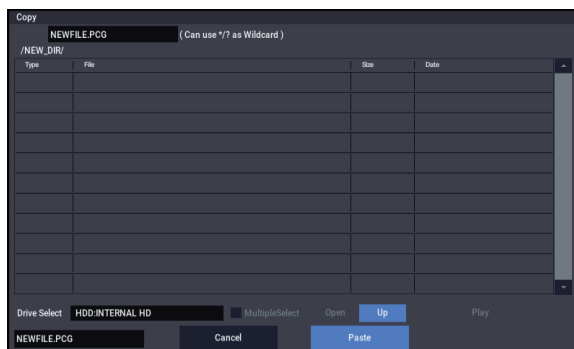 Copy
NEWFILE.PCG ( Can use */? as Wildcard )
/NEW_DIR/
Type File Size Date
Drive Select HDD:INTERNAL HD MultipleSelect Open Up Play
NEWFILE.PCG Cancel Paste